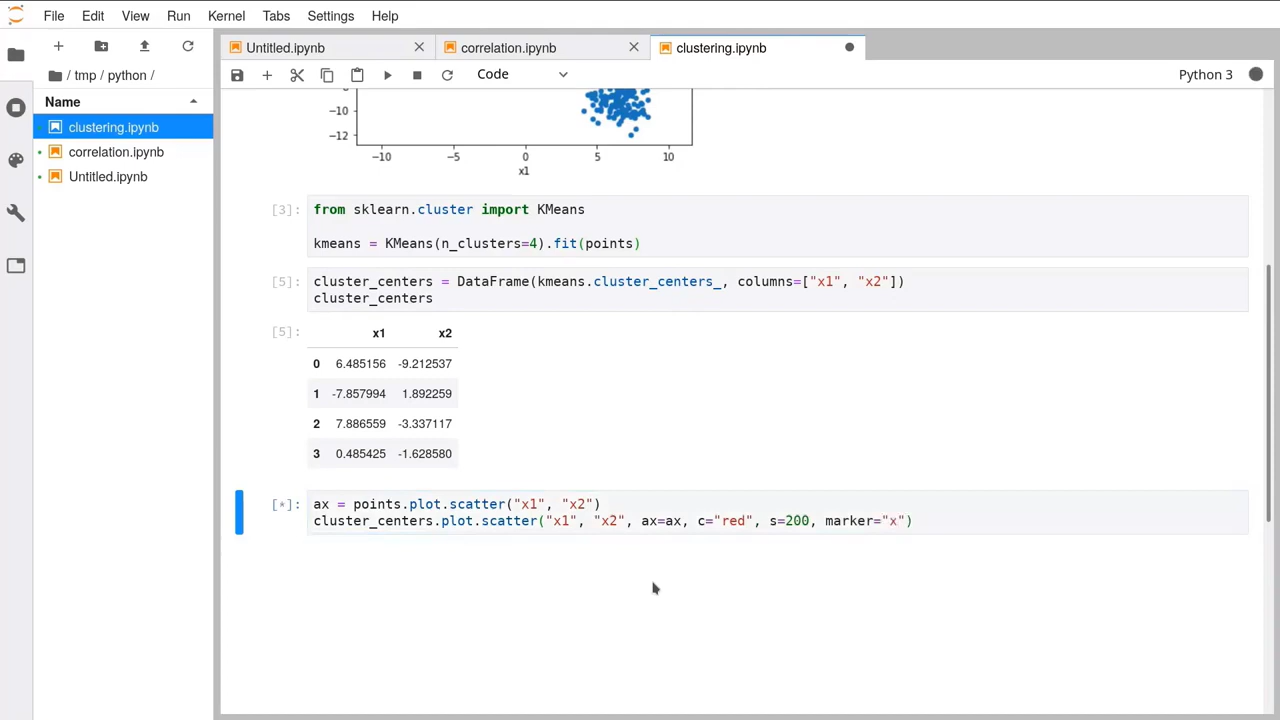 File Edit View Run Kernel Tabs Settings Help
Untitled.ipynb correlation.ipynb clustering.ipynb
/ tmp / python /
Code Python 3
Name
clustering.ipynb
correlation.ipynb
Untitled.ipynb
−10
−12
−10 −5 0 5 10
x1
[3]: from sklearn.cluster import KMeans
kmeans = KMeans(n_clusters=4).fit(points)
[5]: cluster_centers = DataFrame(kmeans.cluster_centers_, columns=["x1", "x2"])
cluster_centers
[5]: x1 x2
0 6.485156 -9.212537
1 -7.857994 1.892259
2 7.886559 -3.337117
3 0.485425 -1.628580
[*]: ax = points.plot.scatter("x1", "x2")
cluster_centers.plot.scatter("x1", "x2", ax=ax, c="red", s=200, marker="x")